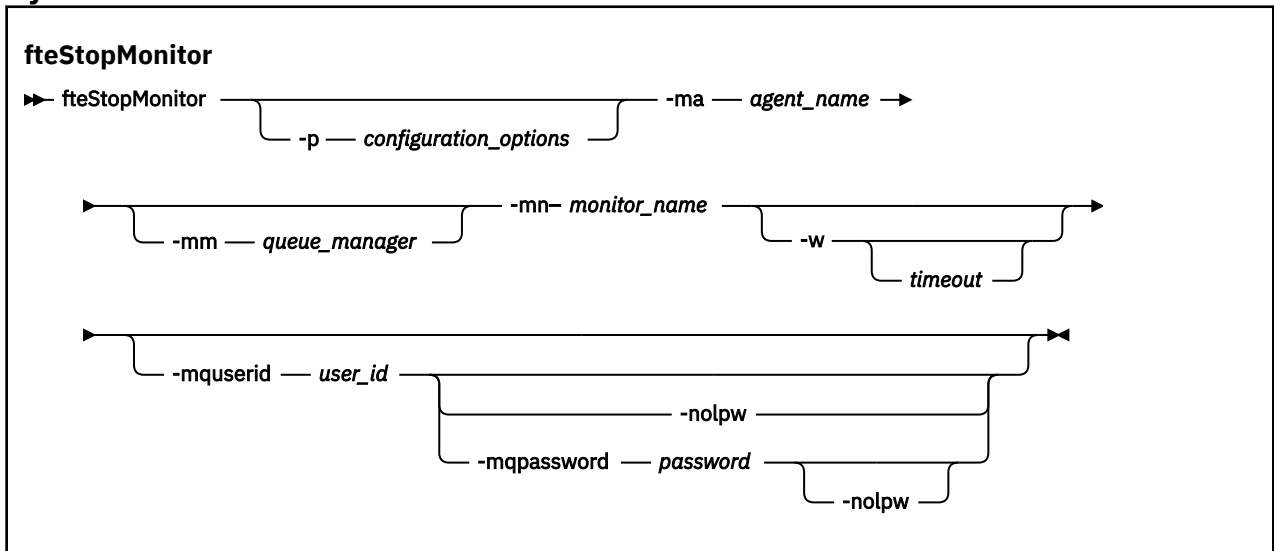 fteStopMonitor
fteStopMonitor -ma agent_name
-p configuration_options
-mn monitor_name
-mm queue_manager -w
timeout
-mquserid user_id
-nolpw
-mqpassword password
-nolpw